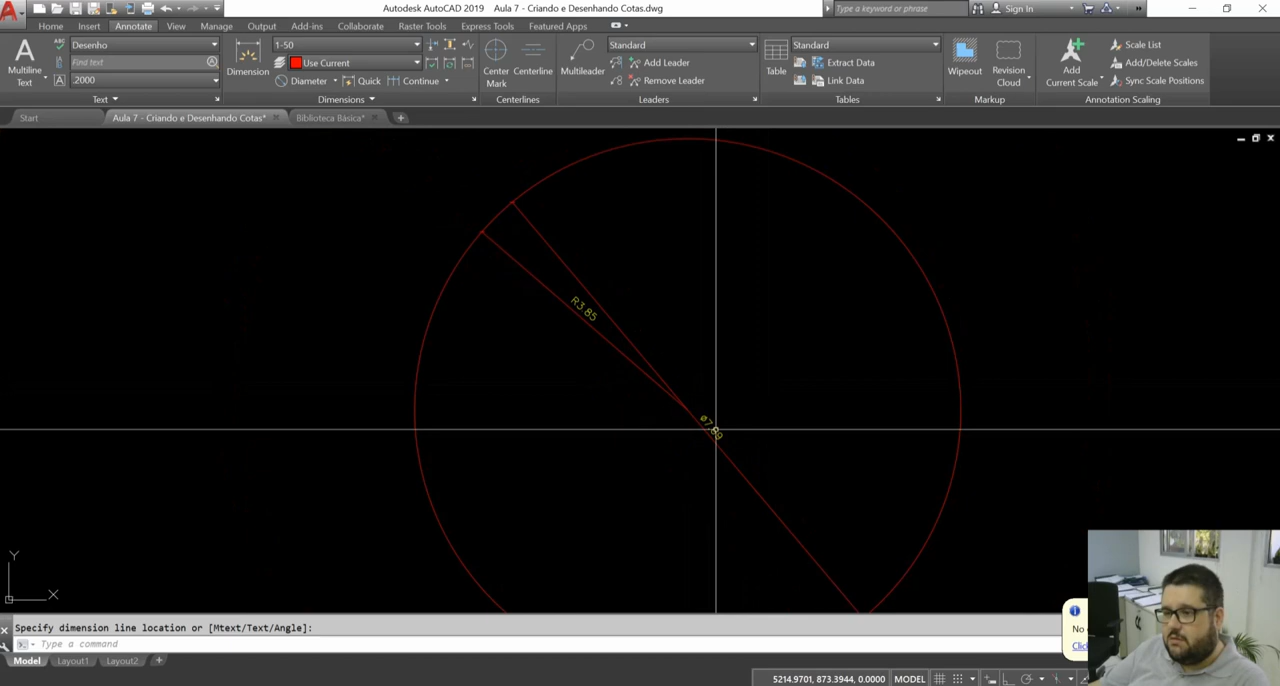 Autodesk AutoCAD 2019 Aula 7 - Criando e Desenhando Cotas.dwg
Type a keyword or phrase
Sign In
Home Insert Annotate View Manage Output Add-ins Collaborate Raster Tools Express Tools Featured Apps
Multiline Text
Desenho
Find text
.2000
Text
Dimension
1-50
Use Current
Diameter Quick Continue
Dimensions
Center Mark
Centerline
Centerlines
Multileader
Standard
Add Leader
Remove Leader
Leaders
Table
Standard
Extract Data
Link Data
Tables
Wipeout
Revision Cloud
Markup
Add Current Scale
Scale List
Add/Delete Scales
Sync Scale Positions
Annotation Scaling
Start Aula 7 - Criando e Desenhando Cotas* Biblioteca Básica*
R3.85
Y
X
Specify dimension line location or [Mtext/Text/Angle]:
Type a command
No
Model Layout1 Layout2
5214.9701, 873.3944, 0.0000 MODEL